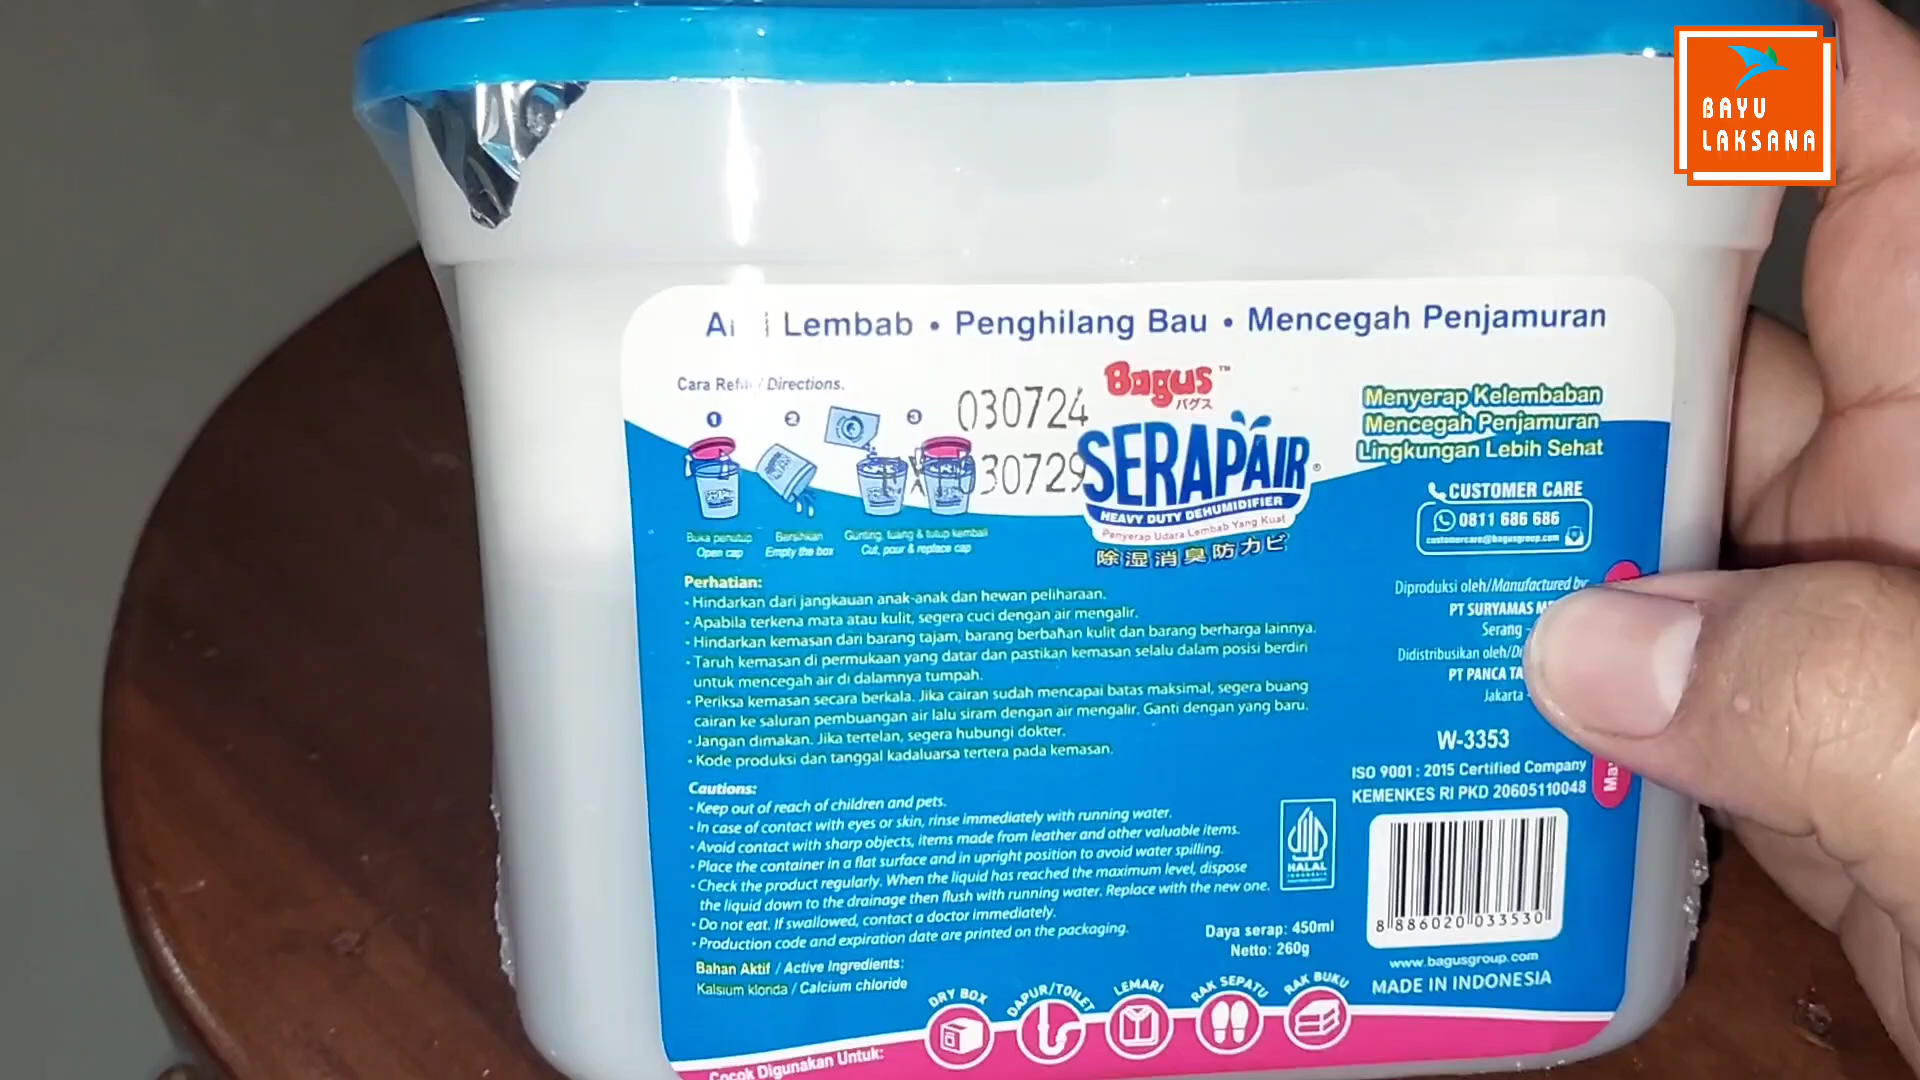 BAYU
LAKSANA
Lembab • Penghilang Bau • Mencegah Penjamuran
Cara Refill / Directions.
1 2 3
030724
030729
Bagus™
バグス
SERAPAIR®
HEAVY DUTY DEHUMIDIFIER
Penyerap Udara Lembab Yang Kuat
除湿消臭防カビ
Buka penutup
Open cap
Bersihkan
Empty the box
Gunting, tuang & tutup kembali
Cut, pour & replace cap
Menyerap Kelembaban
Mencegah Penjamuran
Lingkungan Lebih Sehat
CUSTOMER CARE
0811 686 686
customercare@bagusgroup.com
Perhatian:
• Hindarkan dari jangkauan anak-anak dan hewan peliharaan.
• Apabila terkena mata atau kulit, segera cuci dengan air mengalir.
• Hindarkan kemasan dari barang tajam, barang berbahan kulit dan barang berharga lainnya.
• Taruh kemasan di permukaan yang datar dan pastikan kemasan selalu dalam posisi berdiri
untuk mencegah air di dalamnya tumpah.
• Periksa kemasan secara berkala. Jika cairan sudah mencapai batas maksimal, segera buang
cairan ke saluran pembuangan air lalu siram dengan air mengalir. Ganti dengan yang baru.
• Jangan dimakan. Jika tertelan, segera hubungi dokter.
• Kode produksi dan tanggal kadaluarsa tertera pada kemasan.
Cautions:
• Keep out of reach of children and pets.
• In case of contact with eyes or skin, rinse immediately with running water.
• Avoid contact with sharp objects, items made from leather and other valuable items.
• Place the container in a flat surface and in upright position to avoid water spilling.
• Check the product regularly. When the liquid has reached the maximum level, dispose
the liquid down to the drainage then flush with running water. Replace with the new one.
• Do not eat. If swallowed, contact a doctor immediately.
• Production code and expiration date are printed on the packaging.
Bahan Aktif / Active Ingredients:
Kalsium klorida / Calcium chloride
Diproduksi oleh/Manufactured by:
PT SURYAMAS
Serang -
Didistribusikan oleh/
PT PANCA
Jakarta -
W-3353
ISO 9001 : 2015 Certified Company
KEMENKES RI PKD 20605110048
HALAL
INDONESIA
Daya serap: 450ml
Netto: 260g
8 886020 033530
www.bagusgroup.com
MADE IN INDONESIA
Cocok Digunakan Untuk:
DRY BOX
DAPUR/TOILET
LEMARI
RAK SEPATU
RAK BUKU